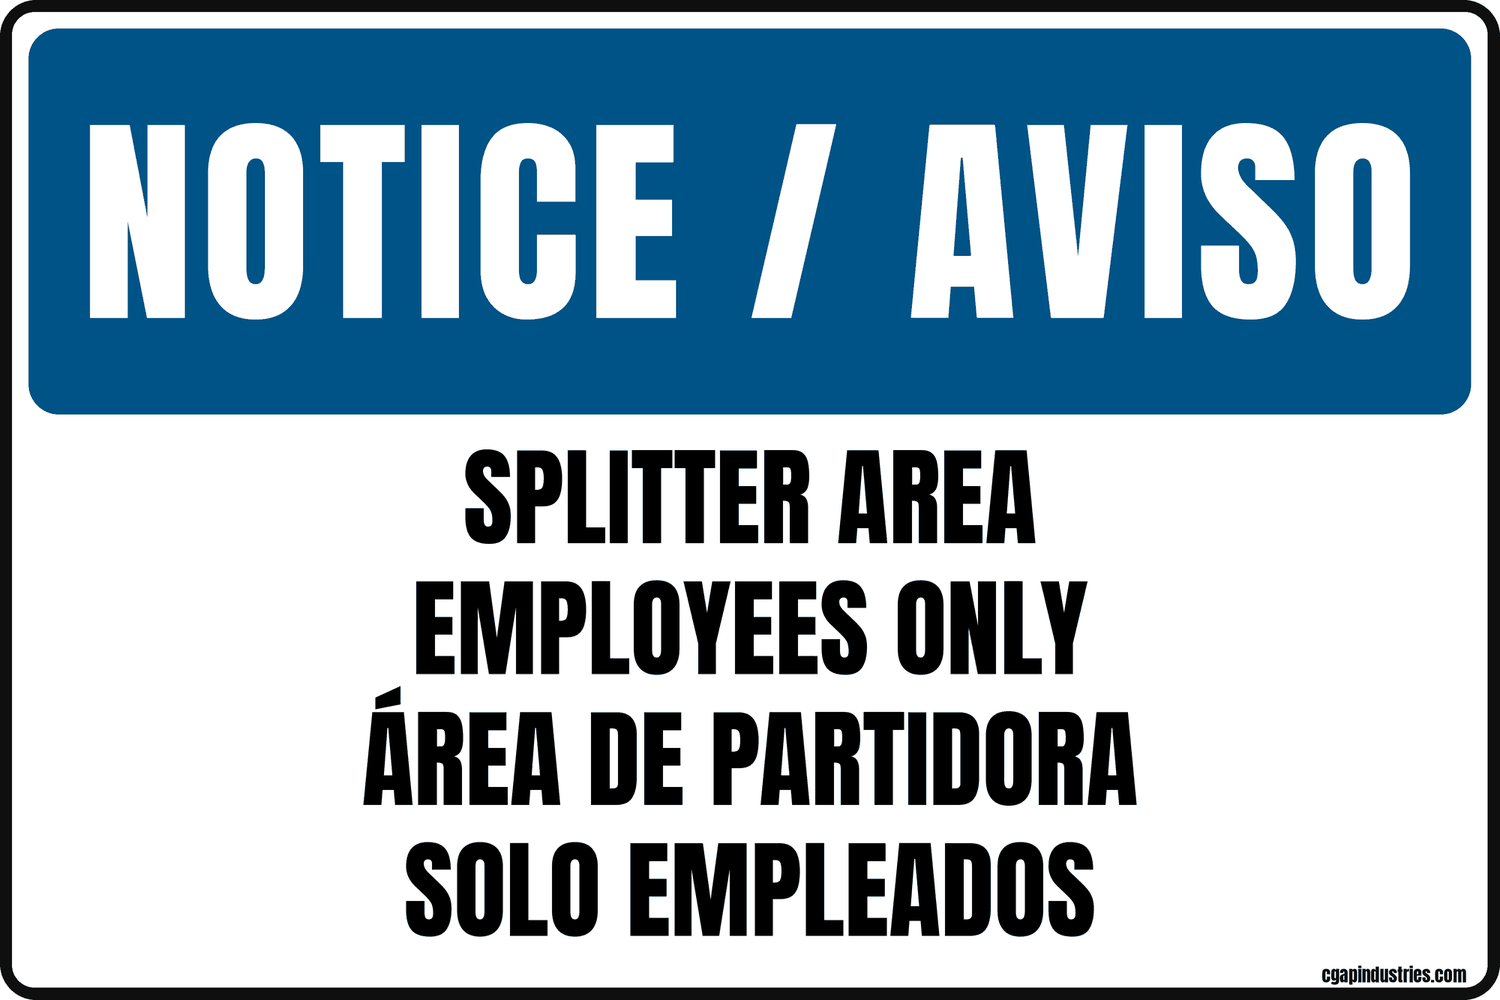 NOTICE / AVISO
SPLITTER AREA
EMPLOYEES ONLY
ÁREA DE PARTIDORA
SOLO EMPLEADOS
cgapindustries.com